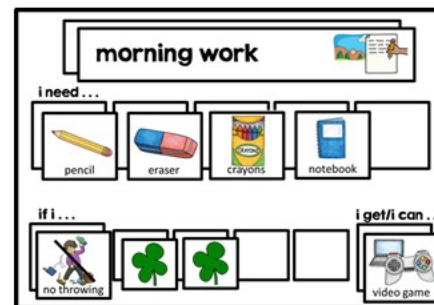 morning work
i need . . .
pencil eraser crayons notebook
if i . . . i get/i can . .
no throwing video game